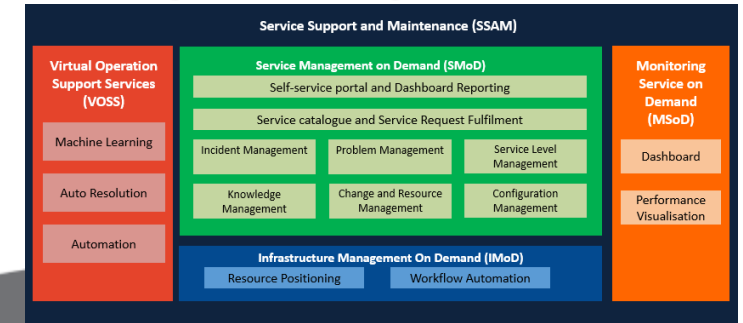 Service Support and Maintenance (SSAM)
Virtual Operation
Support Services
(VOSS)
Machine Learning
Auto Resolution
Automation
Service Management on Demand (SMoD)
Self-service portal and Dashboard Reporting
Service catalogue and Service Request Fulfilment
Incident Management
Problem Management
Service Level
Management
Knowledge
Management
Change and Resource
Management
Configuration
Management
Infrastructure Management On Demand (IMoD)
Resource Positioning
Workflow Automation
Monitoring
Service on
Demand
(MSoD)
Dashboard
Performance
Visualisation